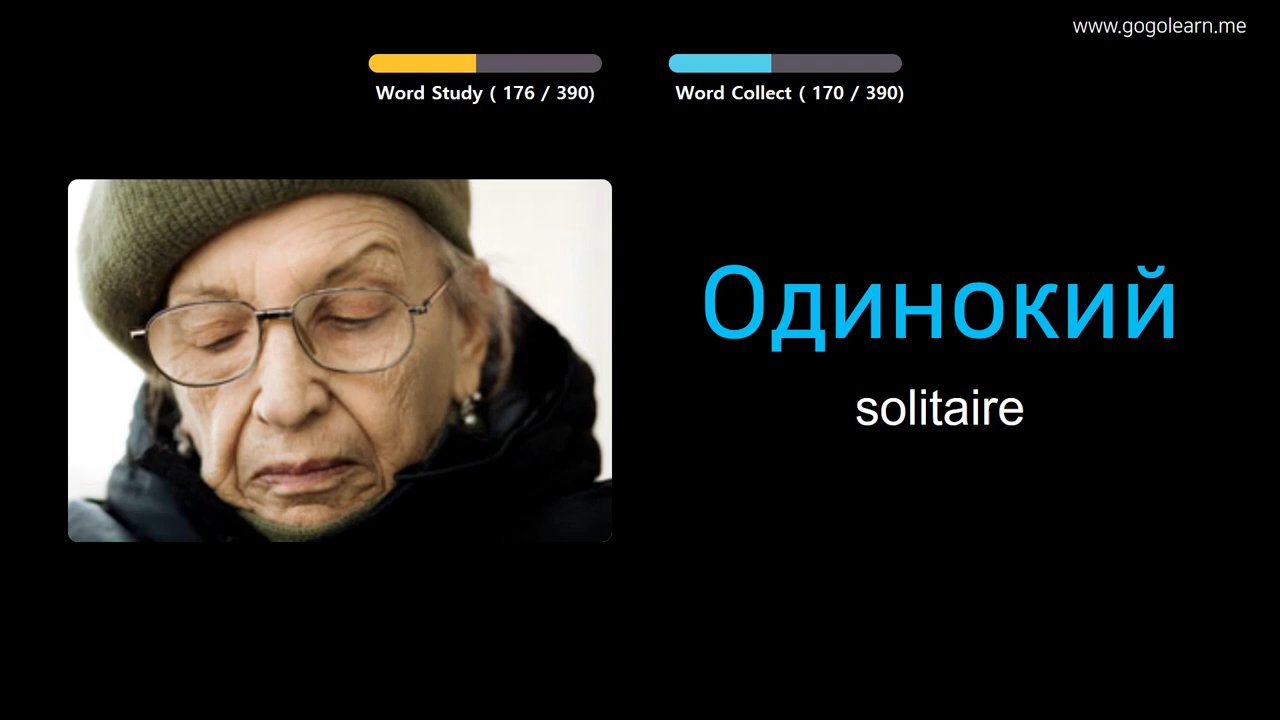 www.gogolearn.me
Word Study ( 176 / 390)
Word Collect ( 170 / 390)
Одинокий
solitaire